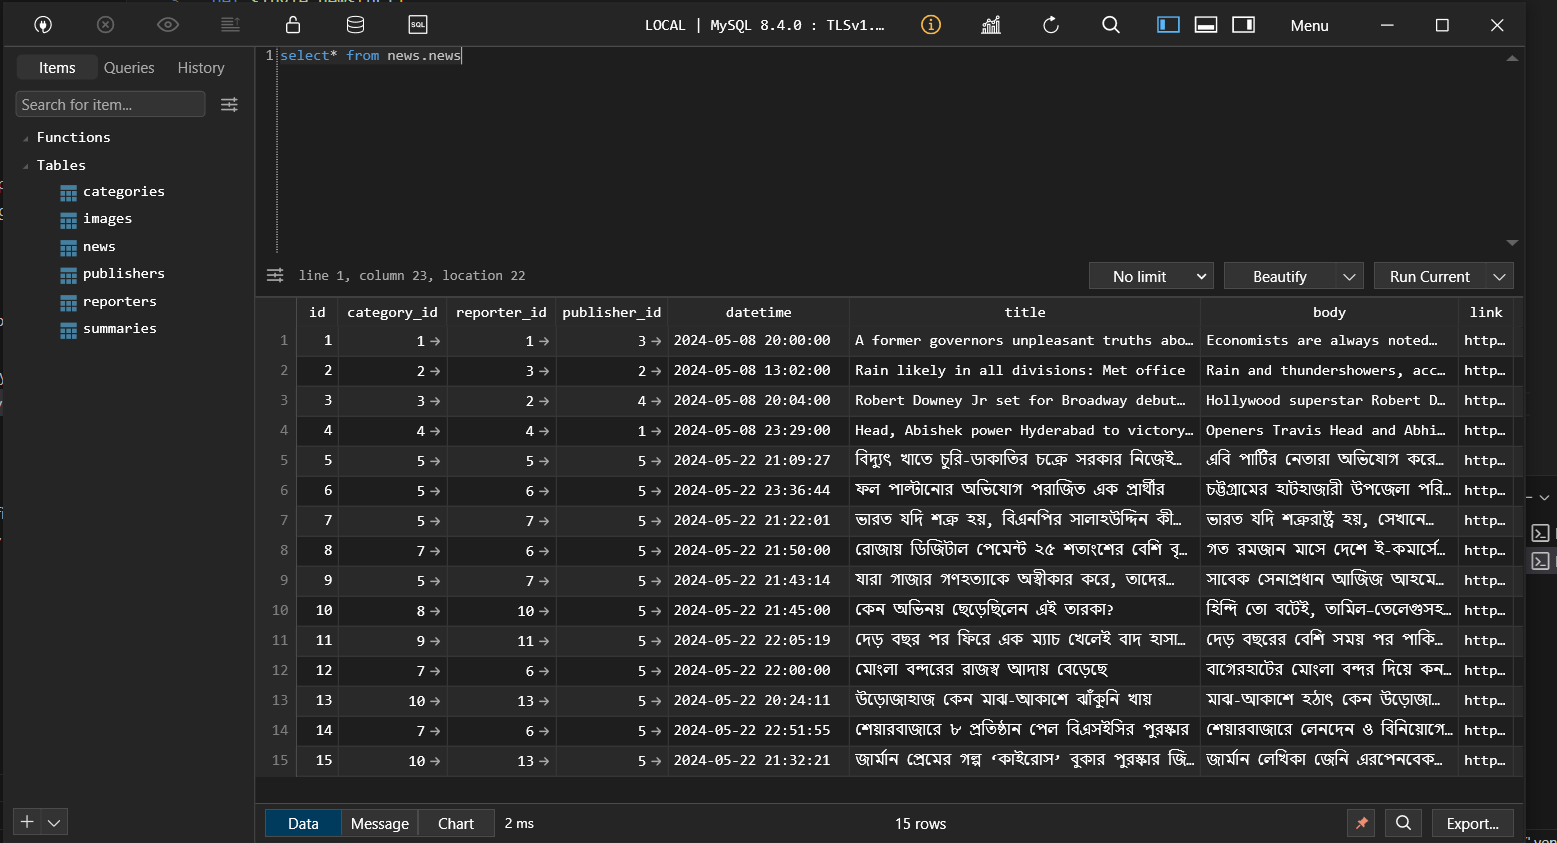 LOCAL | MySQL 8.4.0 : TLSv1....
Menu
Items Queries History
Search for item...
Functions
Tables
categories
images
news
publishers
reporters
summaries
1 select* from news.news
line 1, column 23, location 22
No limit
Beautify
Run Current
id category_id reporter_id publisher_id datetime title body link
1 1 1 → 1 → 3 → 2024-05-08 20:00:00 A former governors unpleasant truths abo… Economists are always noted… http…
2 2 2 → 3 → 2 → 2024-05-08 13:02:00 Rain likely in all divisions: Met office Rain and thundershowers, acc… http…
3 3 3 → 2 → 4 → 2024-05-08 20:04:00 Robert Downey Jr set for Broadway debut… Hollywood superstar Robert D… http…
4 4 4 → 4 → 1 → 2024-05-08 23:29:00 Head, Abishek power Hyderabad to victory… Openers Travis Head and Abhi… http…
5 5 5 → 5 → 5 → 2024-05-22 21:09:27 বিদ্যুৎ খাতে চুরি-ডাকাতির চক্রে সরকার নিজেই… এবি পার্টির নেতারা অভিযোগ করে… http…
6 6 5 → 6 → 5 → 2024-05-22 23:36:44 ফল পাল্টানোর অভিযোগ পরাজিত এক প্রার্থীর চট্টগ্রামের হাটহাজারী উপজেলা পরি… http…
7 7 5 → 7 → 5 → 2024-05-22 21:22:01 ভারত যদি শত্রু হয়, বিএনপির সালাহউদ্দিন কী… ভারত যদি শত্রুরাষ্ট্র হয়, সেখানে… http…
8 8 7 → 6 → 5 → 2024-05-22 21:50:00 রোজায় ডিজিটাল পেমেন্ট ২৫ শতাংশের বেশি বৃ… গত রমজান মাসে দেশে ই-কমার্সে… http…
9 9 5 → 7 → 5 → 2024-05-22 21:43:14 যারা গাজার গণহত্যাকে অস্বীকার করে, তাদের… সাবেক সেনাপ্রধান আজিজ আহমে… http…
10 10 8 → 10 → 5 → 2024-05-22 21:45:00 কেন অভিনয় ছেড়েছিলেন এই তারকা? হিন্দি তো বটেই, তামিল-তেলেগুসহ… http…
11 11 9 → 11 → 5 → 2024-05-22 22:05:19 দেড় বছর পর ফিরে এক ম্যাচ খেলেই বাদ হাসা… দেড় বছরের বেশি সময় পর পাকি… http…
12 12 7 → 6 → 5 → 2024-05-22 22:00:00 মোংলা বন্দরের রাজস্ব আদায় বেড়েছে বাগেরহাটের মোংলা বন্দর দিয়ে কন… http…
13 13 10 → 13 → 5 → 2024-05-22 20:24:11 উড়োজাহাজ কেন মাঝ-আকাশে ঝাঁকুনি খায় মাঝ-আকাশে হঠাৎ কেন উড়োজা… http…
14 14 7 → 6 → 5 → 2024-05-22 22:51:55 শেয়ারবাজারে ৮ প্রতিষ্ঠান পেল বিএসইসির পুরস্কার শেয়ারবাজারে লেনদেন ও বিনিয়োগে… http…
15 15 10 → 13 → 5 → 2024-05-22 21:32:21 জার্মান প্রেমের গল্প ‘কাইরোস’ বুকার পুরস্কার জি… জার্মান লেখিকা জেনি এরপেনবেক… http…
Data Message Chart 2 ms 15 rows Export...